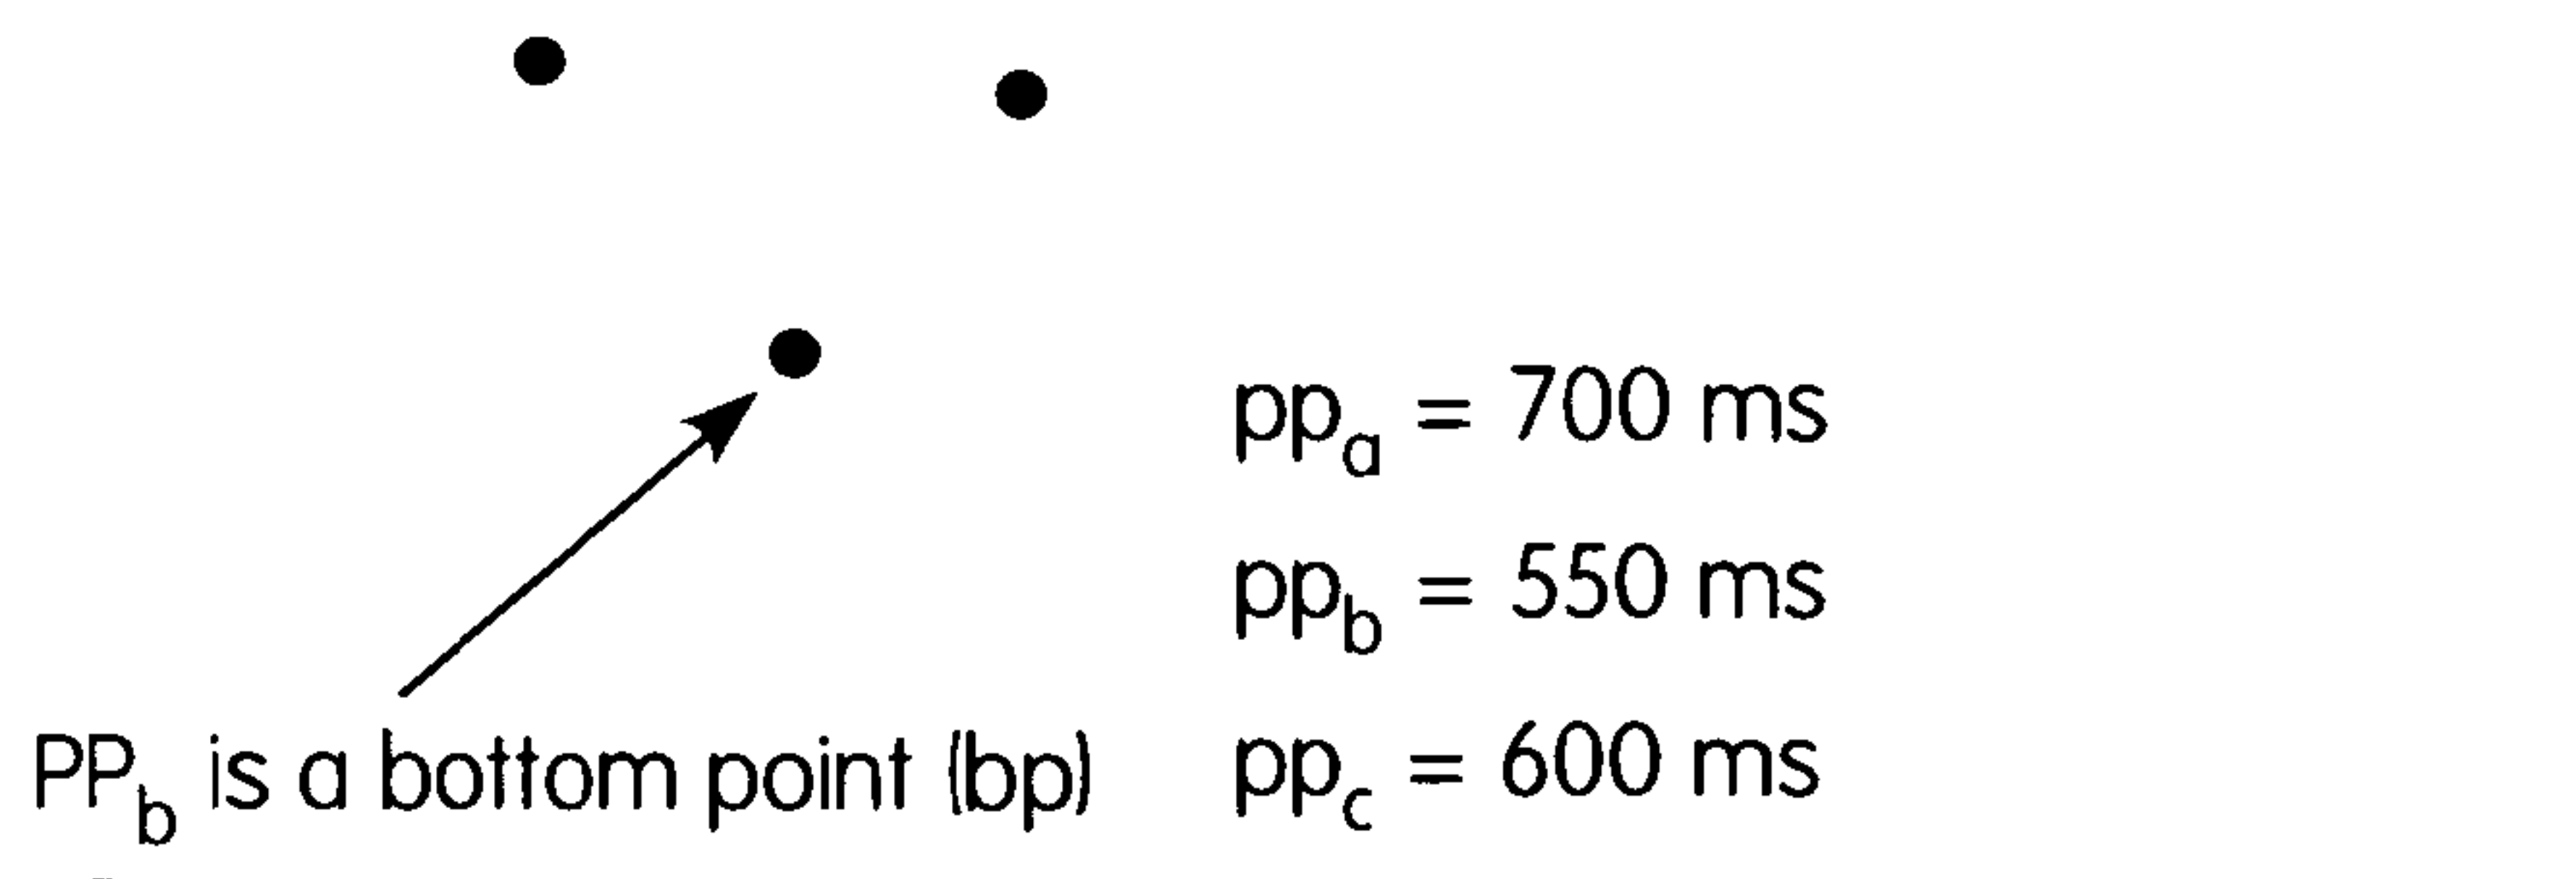 pp_a = 700 ms
pp_b = 550 ms
PP_b is a bottom point (bp)
pp_c = 600 ms